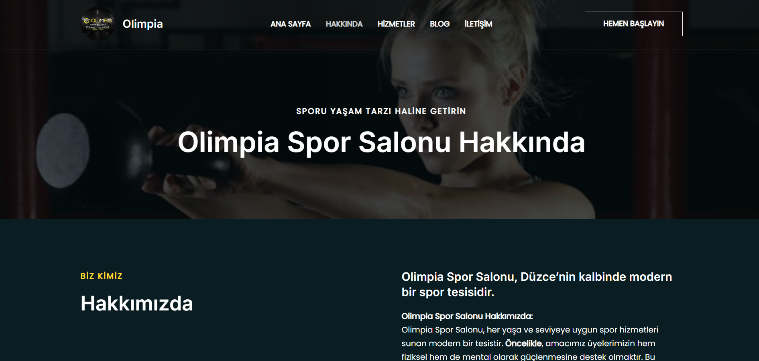 Olimpia
ANA SAYFA HAKKINDA HİZMETLER BLOG İLETİŞİM
HEMEN BAŞLAYIN
SPORU YAŞAM TARZI HALİNE GETİRİN
Olimpia Spor Salonu Hakkında
BİZ KİMİZ
Hakkımızda
Olimpia Spor Salonu, Düzce’nin kalbinde modern
bir spor tesisidir.
Olimpia Spor Salonu Hakkımızda:
Olimpia Spor Salonu, her yaşa ve seviyeye uygun spor hizmetleri
sunan modern bir tesistir. Öncelikle, amacımız üyelerimizin hem
fiziksel hem de mental olarak güçlenmesine destek olmaktır. Bu